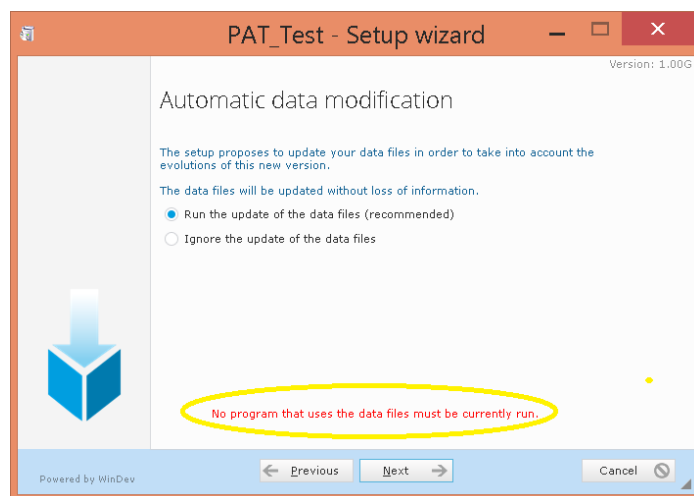 PAT_Test - Setup wizard
Version: 1.00G
Automatic data modification
The setup proposes to update your data files in order to take into account the
evolutions of this new version.
The data files will be updated without loss of information.
Run the update of the data files (recommended)
Ignore the update of the data files
No program that uses the data files must be currently run.
Powered by WinDev
Previous
Next
Cancel